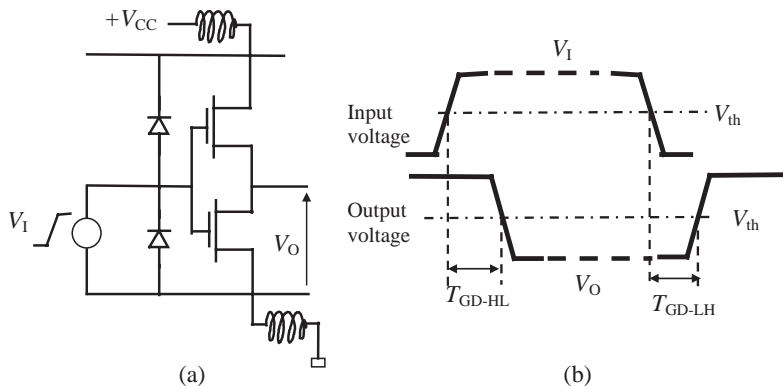 +V_CC
V_I
V_O
(a)
V_I
Input voltage
V_th
Output voltage
V_th
T_GD-HL
V_O
T_GD-LH
(b)